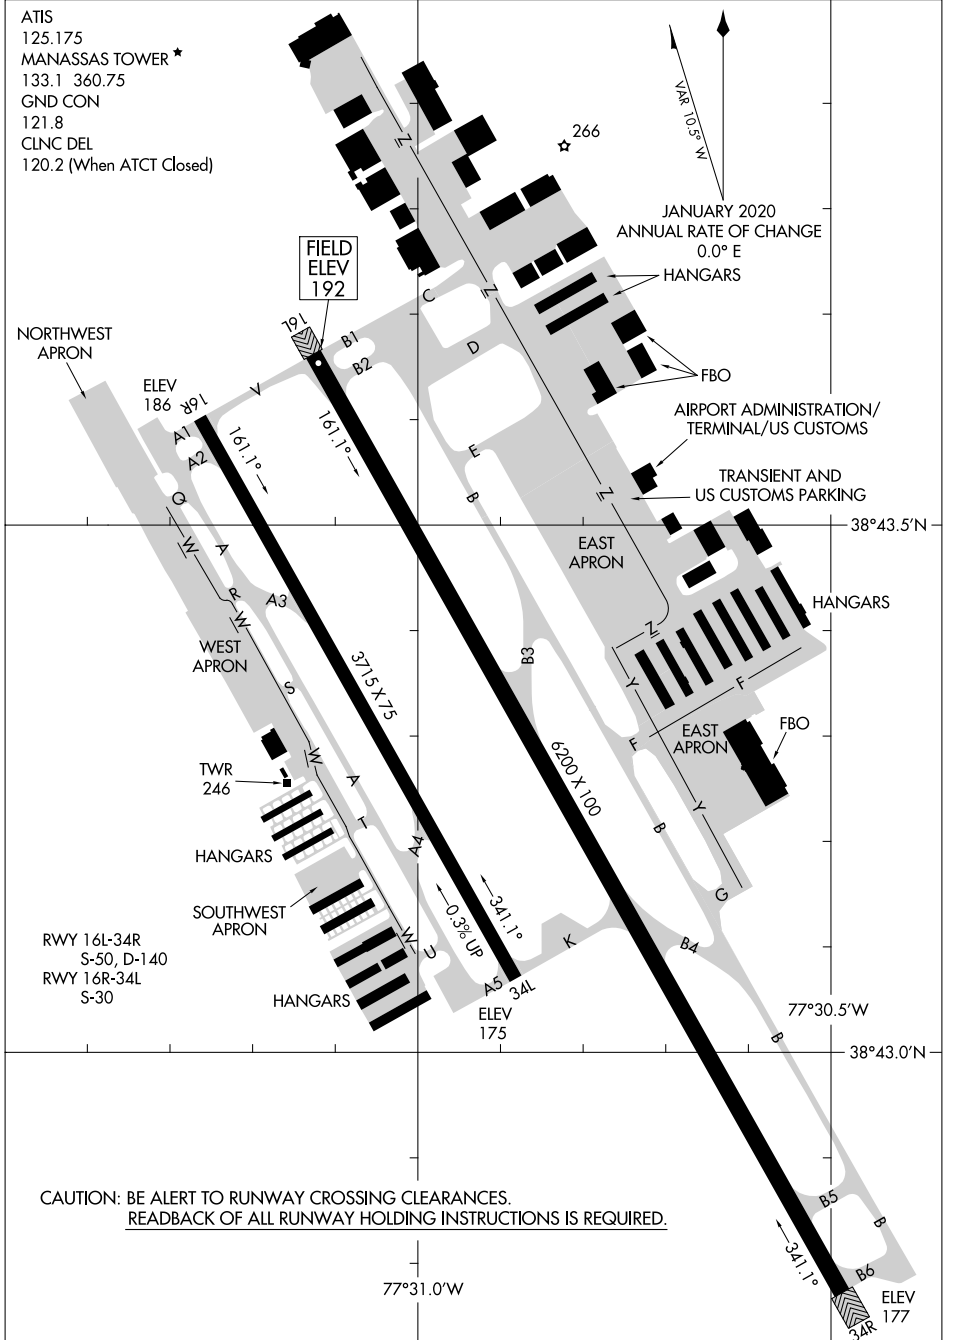 ATIS
125.175
MANASSAS TOWER ★
133.1 360.75
GND CON
121.8
CLNC DEL
120.2 (When ATCT Closed)
266
VAR 10.5° W
JANUARY 2020
ANNUAL RATE OF CHANGE
0.0° E
HANGARS
FIELD
ELEV
192
NORTHWEST
APRON
ELEV
186
16L
16R
161.1°
161.1°
A1
A2
V
B1
B2
C
D
E
B
Z
Z
Z
Z
FBO
AIRPORT ADMINISTRATION/
TERMINAL/US CUSTOMS
TRANSIENT AND
US CUSTOMS PARKING
38°43.5'N
EAST
APRON
HANGARS
Q
W
A
R
W
A3
WEST
APRON
S
3715 X 75
B3
Y
F
F
EAST
APRON
FBO
W
TWR
246
A
T
A4
6200 X 100
B
Y
G
HANGARS
SOUTHWEST
APRON
W
U
0.3% UP
341.1°
K
B4
A5
34L
ELEV
175
RWY 16L-34R
S-50, D-140
RWY 16R-34L
S-30
HANGARS
77°30.5'W
B
38°43.0'N
CAUTION: BE ALERT TO RUNWAY CROSSING CLEARANCES.
READBACK OF ALL RUNWAY HOLDING INSTRUCTIONS IS REQUIRED.
B5
B
341.1°
B6
77°31.0'W
ELEV
177
34R